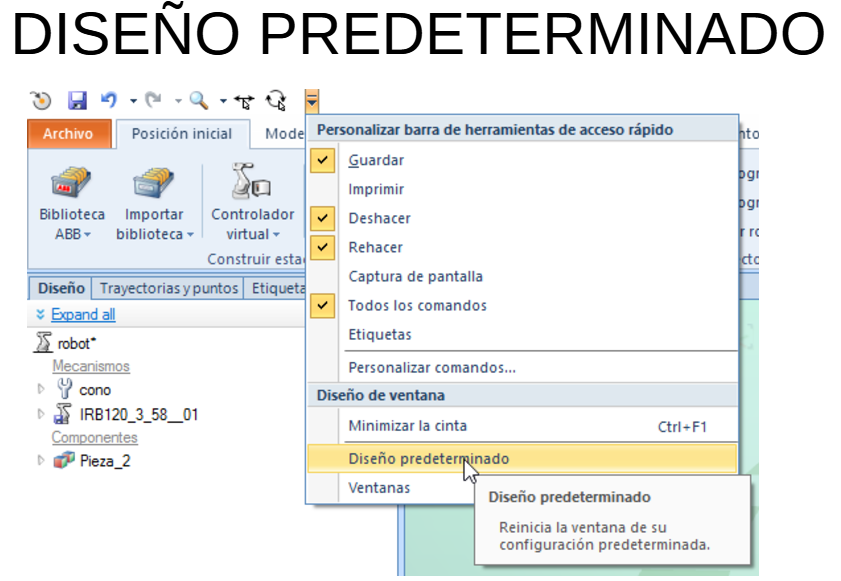 DISEÑO PREDETERMINADO
Archivo
Posición inicial
Personalizar barra de herramientas de acceso rápido
Guardar
Imprimir
Deshacer
Rehacer
Captura de pantalla
Todos los comandos
Etiquetas
Personalizar comandos...
Diseño de ventana
Minimizar la cinta Ctrl+F1
Diseño predeterminado
Ventanas
Diseño predeterminado
Reinicia la ventana de su
configuración predeterminada.
Biblioteca
ABB
Importar
biblioteca
Controlador
virtual
Construir
Diseño
Trayectorias y puntos
Expand all
robot*
Mecanismos
cono
IRB120_3_58__01
Componentes
Pieza_2